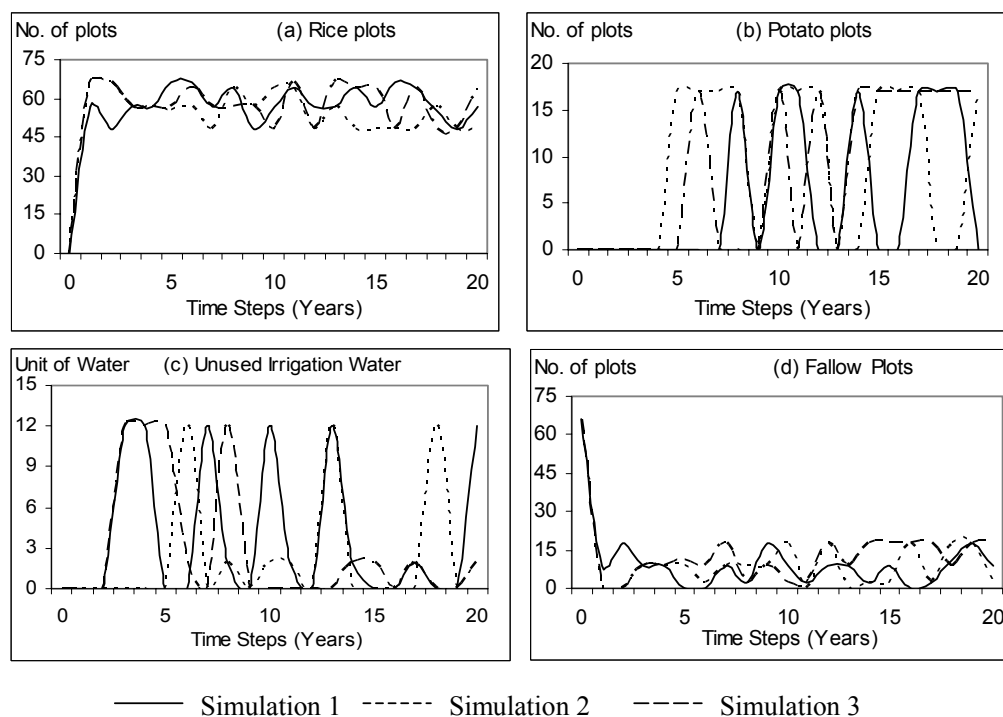 No. of plots (a) Rice plots
75
60
45
30
15
0
0 5 10 15 20
Time Steps (Years)
No. of plots (b) Potato plots
20
15
10
5
0
0 5 10 15 20
Time Steps (Years)
Unit of Water (c) Unused Irrigation Water
15
12
9
6
3
0
0 5 10 15 20
Time Steps (Years)
No. of plots (d) Fallow Plots
75
60
45
30
15
0
0 5 10 15 20
Time Steps (Years)
Simulation 1 Simulation 2 Simulation 3